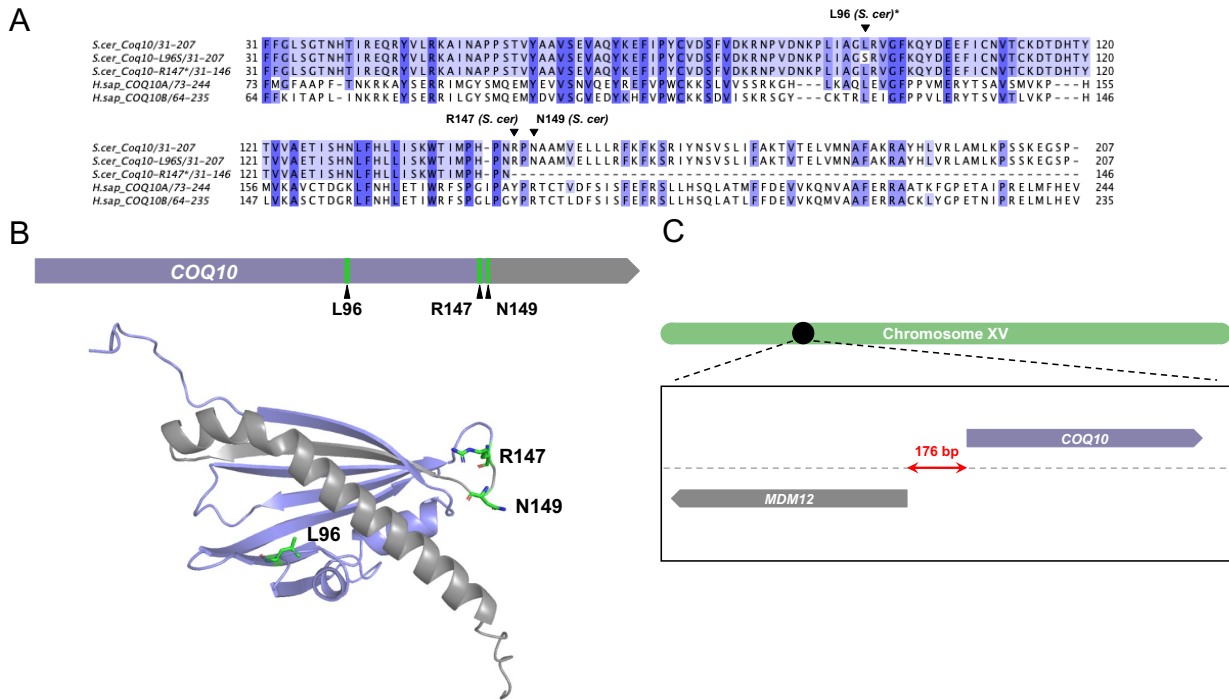 A
L96 (S. cer)*
S.cer_Coq10/31-207 31 FFGLSGTNHTIREQRYVLRKAINAPPSTVYAAVSEVAQYKEFIPYCVDSFVDKRNPVDNKPLIAGLRVGFKQYDEEFICNVTCKDTDHTY 120
S.cer_Coq10-L96S/31-207 31 FFGLSGTNHTIREQRYVLRKAINAPPSTVYAAVSEVAQYKEFIPYCVDSFVDKRNPVDNKPLIAGSRVGFKQYDEEFICNVTCKDTDHTY 120
S.cer_Coq10-R147*/31-146 31 FFGLSGTNHTIREQRYVLRKAINAPPSTVYAAVSEVAQYKEFIPYCVDSFVDKRNPVDNKPLIAGLRVGFKQYDEEFICNVTCKDTDHTY 120
H.sap_COQ10A/73-244 73 FMGFAAPF-TNKRKAYSERRIMGYSMQEMYEVVSNVQEYREFVPWCKKSLVVSSRKGH---LKAQLEVGFPPVMERYTSAVSMVKP---H 155
H.sap_COQ10B/64-235 64 FFKITAPL-INKRKEYSERRILGYSMQEMYDVVSGVEDYKHFVPWCKKSDVISKRSGY---CKTRLEIGFPPVLERYTSVVTLVKP---H 146
R147 (S. cer) N149 (S. cer)
S.cer_Coq10/31-207 121 TVVAETISHNLFHLLISKWTIMPH-PNRPNAAMVELLLRFKFKSRIYNSVSLIFAKTVTELVMNAFAKRAYHLVRLAMLKPSSKEGSP- 207
S.cer_Coq10-L96S/31-207 121 TVVAETISHNLFHLLISKWTIMPH-PNRPNAAMVELLLRFKFKSRIYNSVSLIFAKTVTELVMNAFAKRAYHLVRLAMLKPSSKEGSP- 207
S.cer_Coq10-R147*/31-146 121 TVVAETISHNLFHLLISKWTIMPH-PN-------------------------------------------------------------- 146
H.sap_COQ10A/73-244 156 MVKAVCTDGKLFNHLETIWRFSPGIPAYPRTCTVDFSISFEFRSLLHSQLATMFFDEVVKQNVAAFERRAATKFGPETAIPRELMLHEV 244
H.sap_COQ10B/64-235 147 LVKASCTDGRLFNHLETIWRFSPGLPGYPRTCTLDFSISFEFRSLLHSQLATLFFDEVVKQMVAAFERRACKLYGPETNIPRELMLHEV 235
B
COQ10
L96 R147 N149
R147
N149
L96
C
Chromosome XV
COQ10
176 bp
MDM12